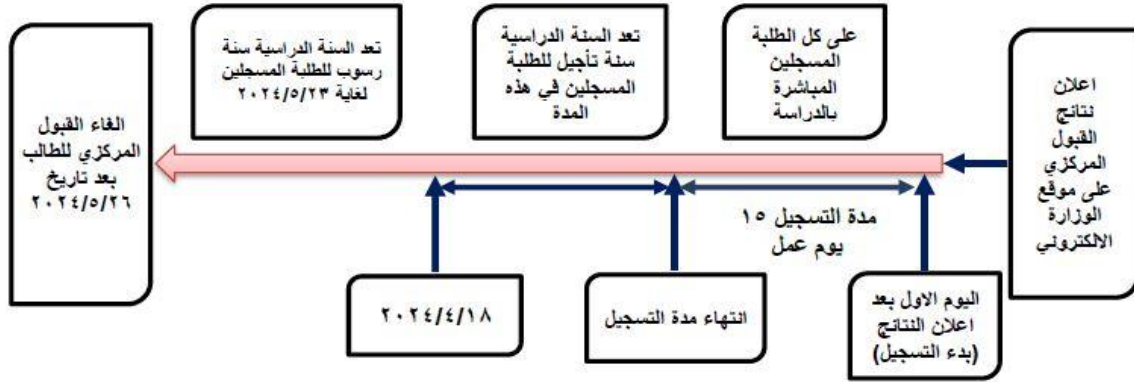 اعلان
نتائج
القبول
المركزي
على موقع
الوزارة
الالكتروني
على كل الطلبة
المسجلين
المباشرة
بالدراسة
تعد السنة الدراسية
سنة تأجيل للطلبة
المسجلين في هذه
المدة
تعد السنة الدراسية سنة
رسوب للطلبة المسجلين
لغاية ٢٠٢٤/٥/٢٣
الغاء القبول
المركزي للطالب
بعد تاريخ
٢٠٢٤/٥/٢٦
مدة التسجيل ١٥
يوم عمل
اليوم الاول بعد
اعلان النتائج
(بدء التسجيل)
انتهاء مدة التسجيل
٢٠٢٤/٤/١٨